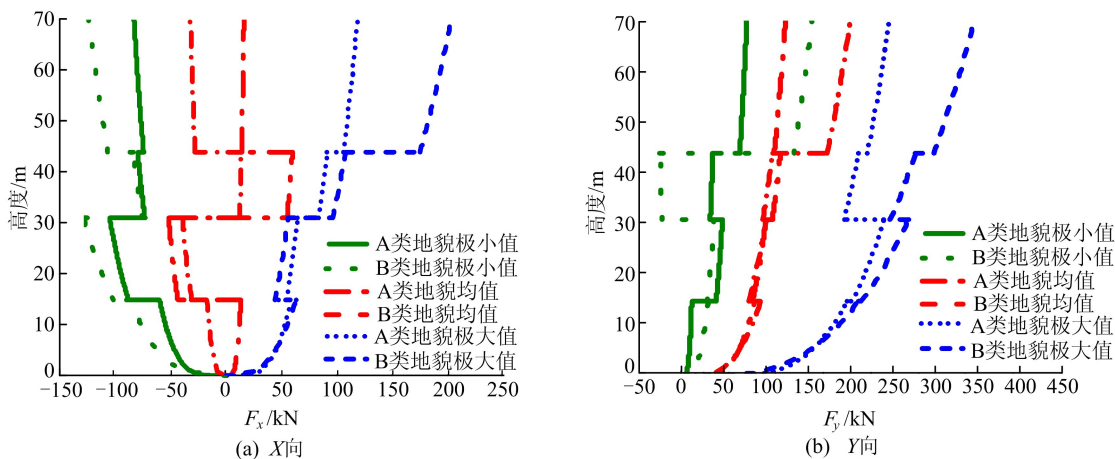 70
60
50
40
30
20
10
0
高度/m
−150
−100
−50
0
50
100
150
200
250
Fx/kN
A类地貌极小值
B类地貌极小值
A类地貌均值
B类地貌均值
A类地貌极大值
B类地貌极大值
(a) X向
70
60
50
40
30
20
10
0
高度/m
−50
0
50
100
150
200
250
300
350
400
450
Fy/kN
A类地貌极小值
B类地貌极小值
A类地貌均值
B类地貌均值
A类地貌极大值
B类地貌极大值
(b) Y向